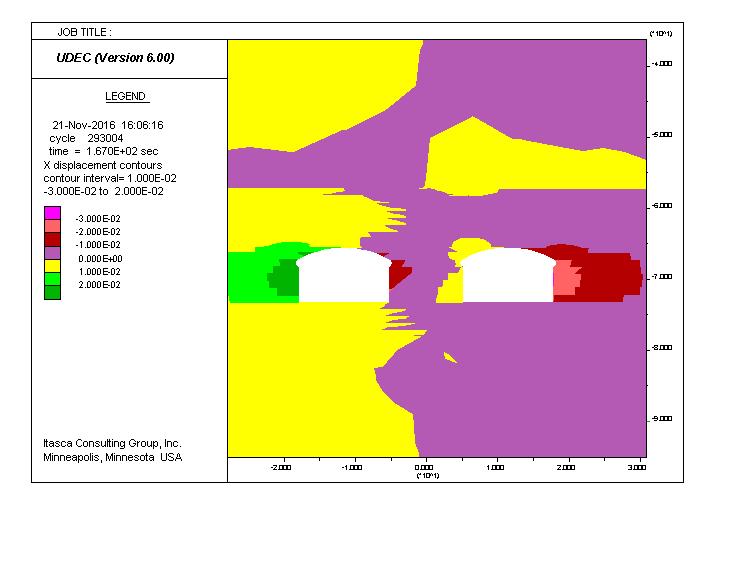 JOB TITLE :
UDEC (Version 6.00)
LEGEND
21-Nov-2016 16:06:16
cycle 293004
time = 1.670E+02 sec
X displacement contours
contour interval= 1.000E-02
-3.000E-02 to 2.000E-02
-3.000E-02
-2.000E-02
-1.000E-02
0.000E+00
1.000E-02
2.000E-02
Itasca Consulting Group, Inc.
Minneapolis, Minnesota USA
(*10^1)
-4.000
-5.000
-6.000
-7.000
-8.000
-9.000
-2.000 -1.000 0.000 1.000 2.000 3.000
(*10^1)